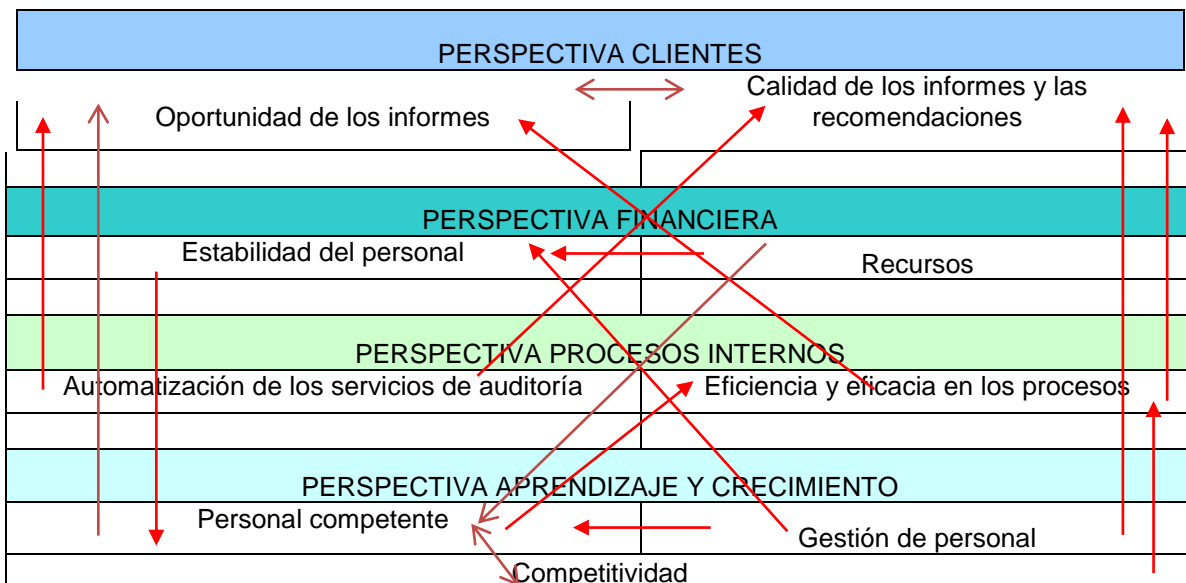 PERSPECTIVA CLIENTES
Oportunidad de los informes
Calidad de los informes y las
recomendaciones
PERSPECTIVA FINANCIERA
Estabilidad del personal
Recursos
PERSPECTIVA PROCESOS INTERNOS
Automatización de los servicios de auditoría
Eficiencia y eficacia en los procesos
PERSPECTIVA APRENDIZAJE Y CRECIMIENTO
Personal competente
Gestión de personal
Competitividad